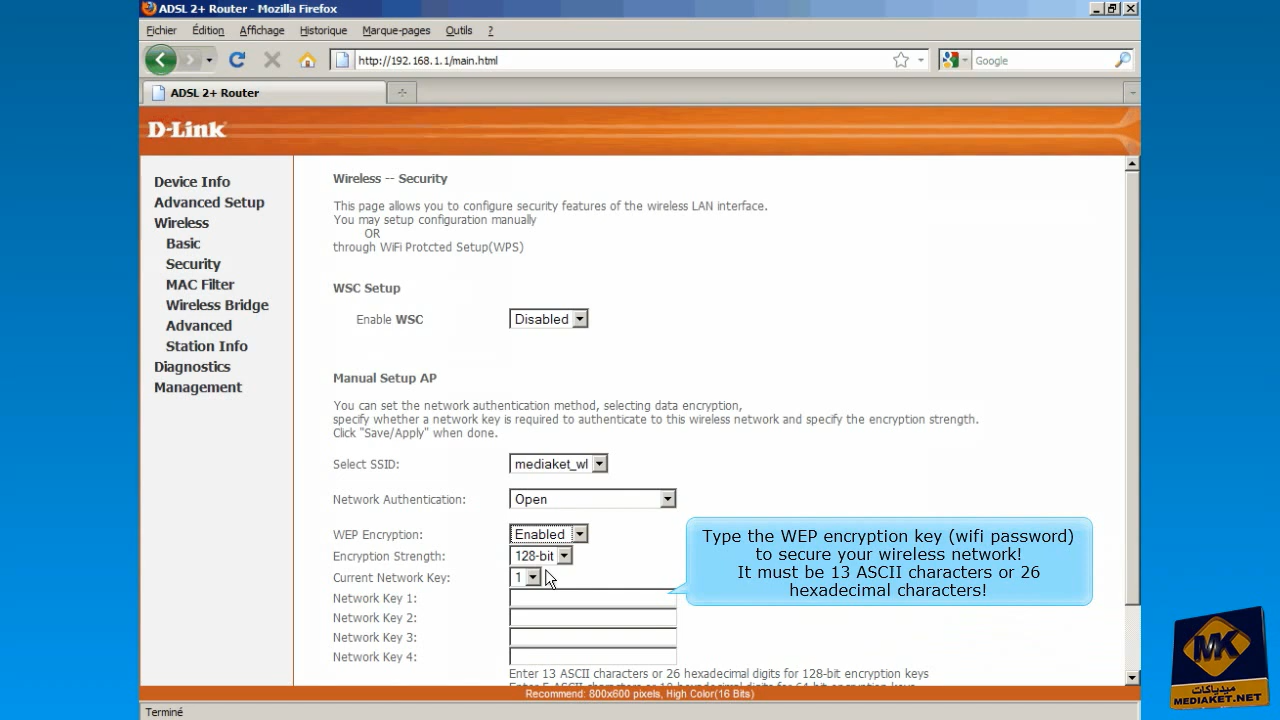 ADSL 2+ Router - Mozilla Firefox
Fichier Édition Affichage Historique Marque-pages Outils ?
http://192.168.1.1/main.html
Google
ADSL 2+ Router
D-Link
Device Info
Advanced Setup
Wireless
Basic
Security
MAC Filter
Wireless Bridge
Advanced
Station Info
Diagnostics
Management
Wireless -- Security
This page allows you to configure security features of the wireless LAN interface.
You may setup configuration manually
OR
through WiFi Protcted Setup(WPS)
WSC Setup
Enable WSC Disabled
Manual Setup AP
You can set the network authentication method, selecting data encryption,
specify whether a network key is required to authenticate to this wireless network and specify the encryption strength.
Click "Save/Apply" when done.
Select SSID: mediaket_wl
Network Authentication: Open
WEP Encryption: Enabled
Encryption Strength: 128-bit
Current Network Key: 1
Network Key 1:
Network Key 2:
Network Key 3:
Network Key 4:
Enter 13 ASCII characters or 26 hexadecimal digits for 128-bit encryption keys
Type the WEP encryption key (wifi password)
to secure your wireless network!
It must be 13 ASCII characters or 26
hexadecimal characters!
Recommend: 800x600 pixels, High Color(16 Bits)
Terminé
MK
ميدياكات
MEDIAKET.NET